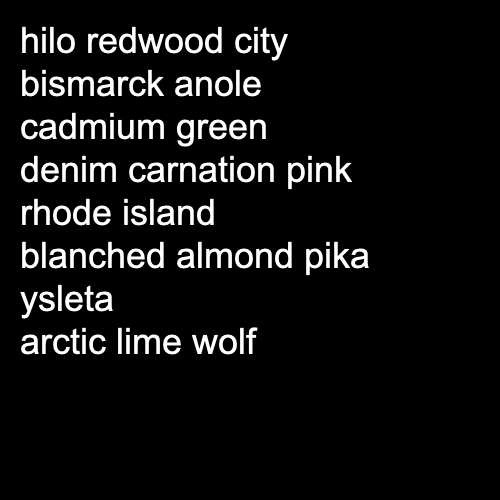 hilo redwood city
bismarck anole
cadmium green
denim carnation pink
rhode island
blanched almond pika
ysleta
arctic lime wolf